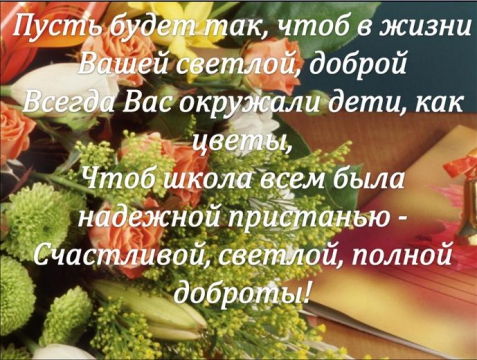 Пусть будет так, чтоб в жизни
Вашей светлой, доброй
Всегда Вас окружали дети, как
цветы,
Чтоб школа всем была
надежной пристанью -
Счастливой, светлой, полной
доброты!